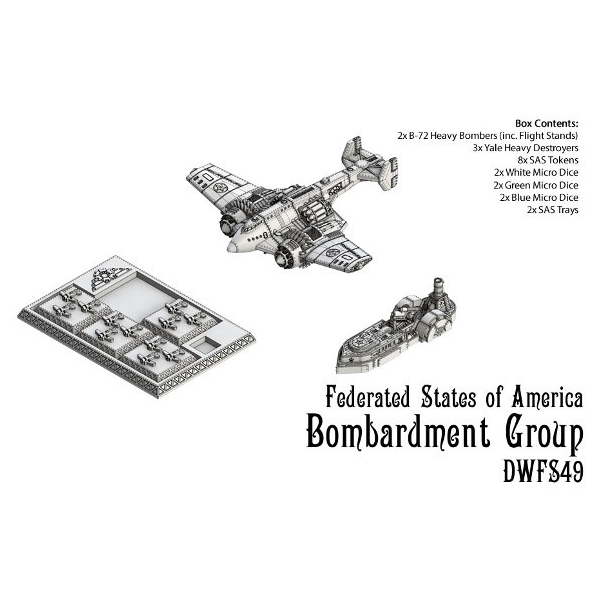 Box Contents:
2x B-72 Heavy Bombers (inc. Flight Stands)
3x Yale Heavy Destroyers
8x SAS Tokens
2x White Micro Dice
2x Green Micro Dice
2x Blue Micro Dice
2x SAS Trays
Federated States of America
Bombardment Group
DWFS49